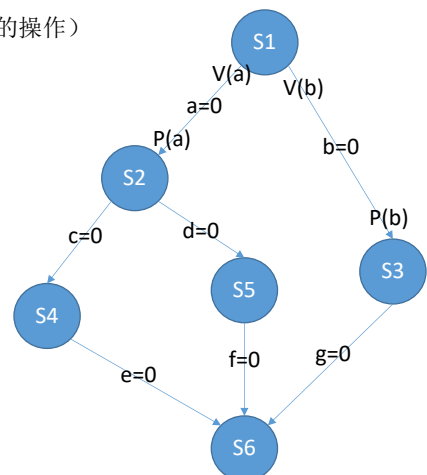 的操作）
S1
V(a)
V(b)
a=0
P(a)
b=0
S2
P(b)
c=0
d=0
S3
S5
S4
f=0
g=0
e=0
S6